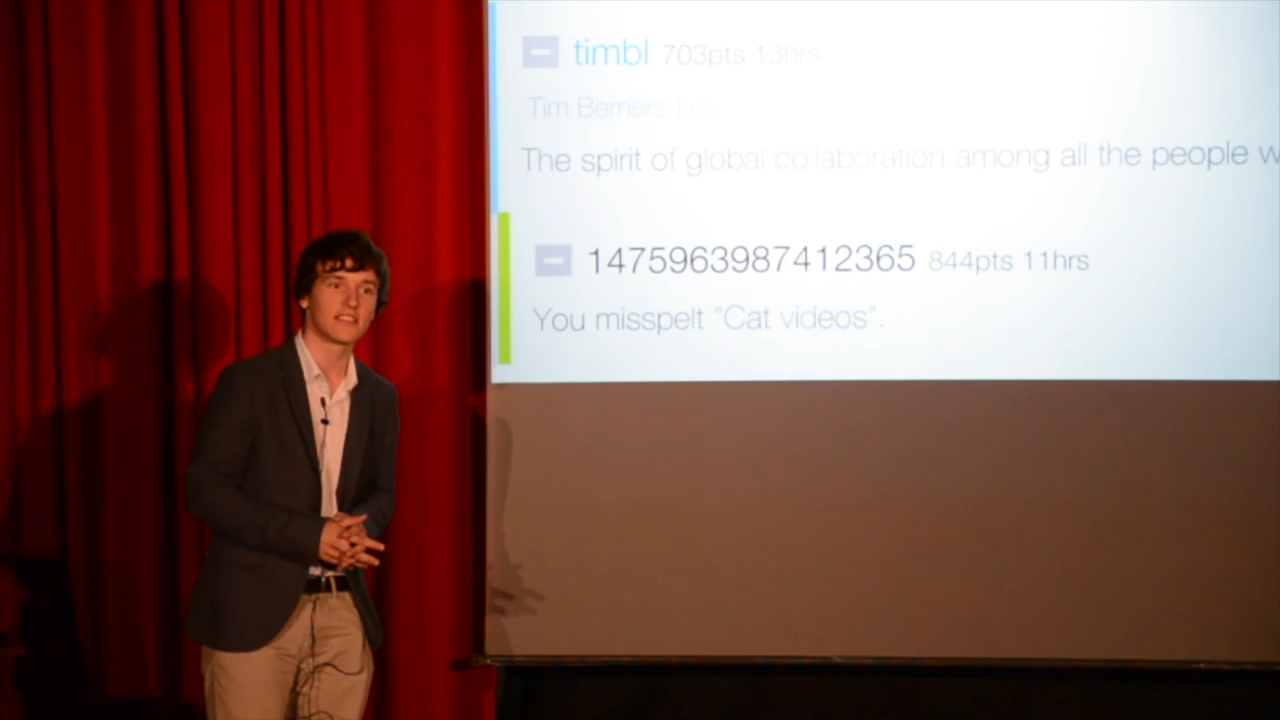 timbl 703pts 13hrs
Tim Berners Lee
The spirit of global collaboration among all the people w
1475963987412365 844pts 11hrs
You misspelt "Cat videos".